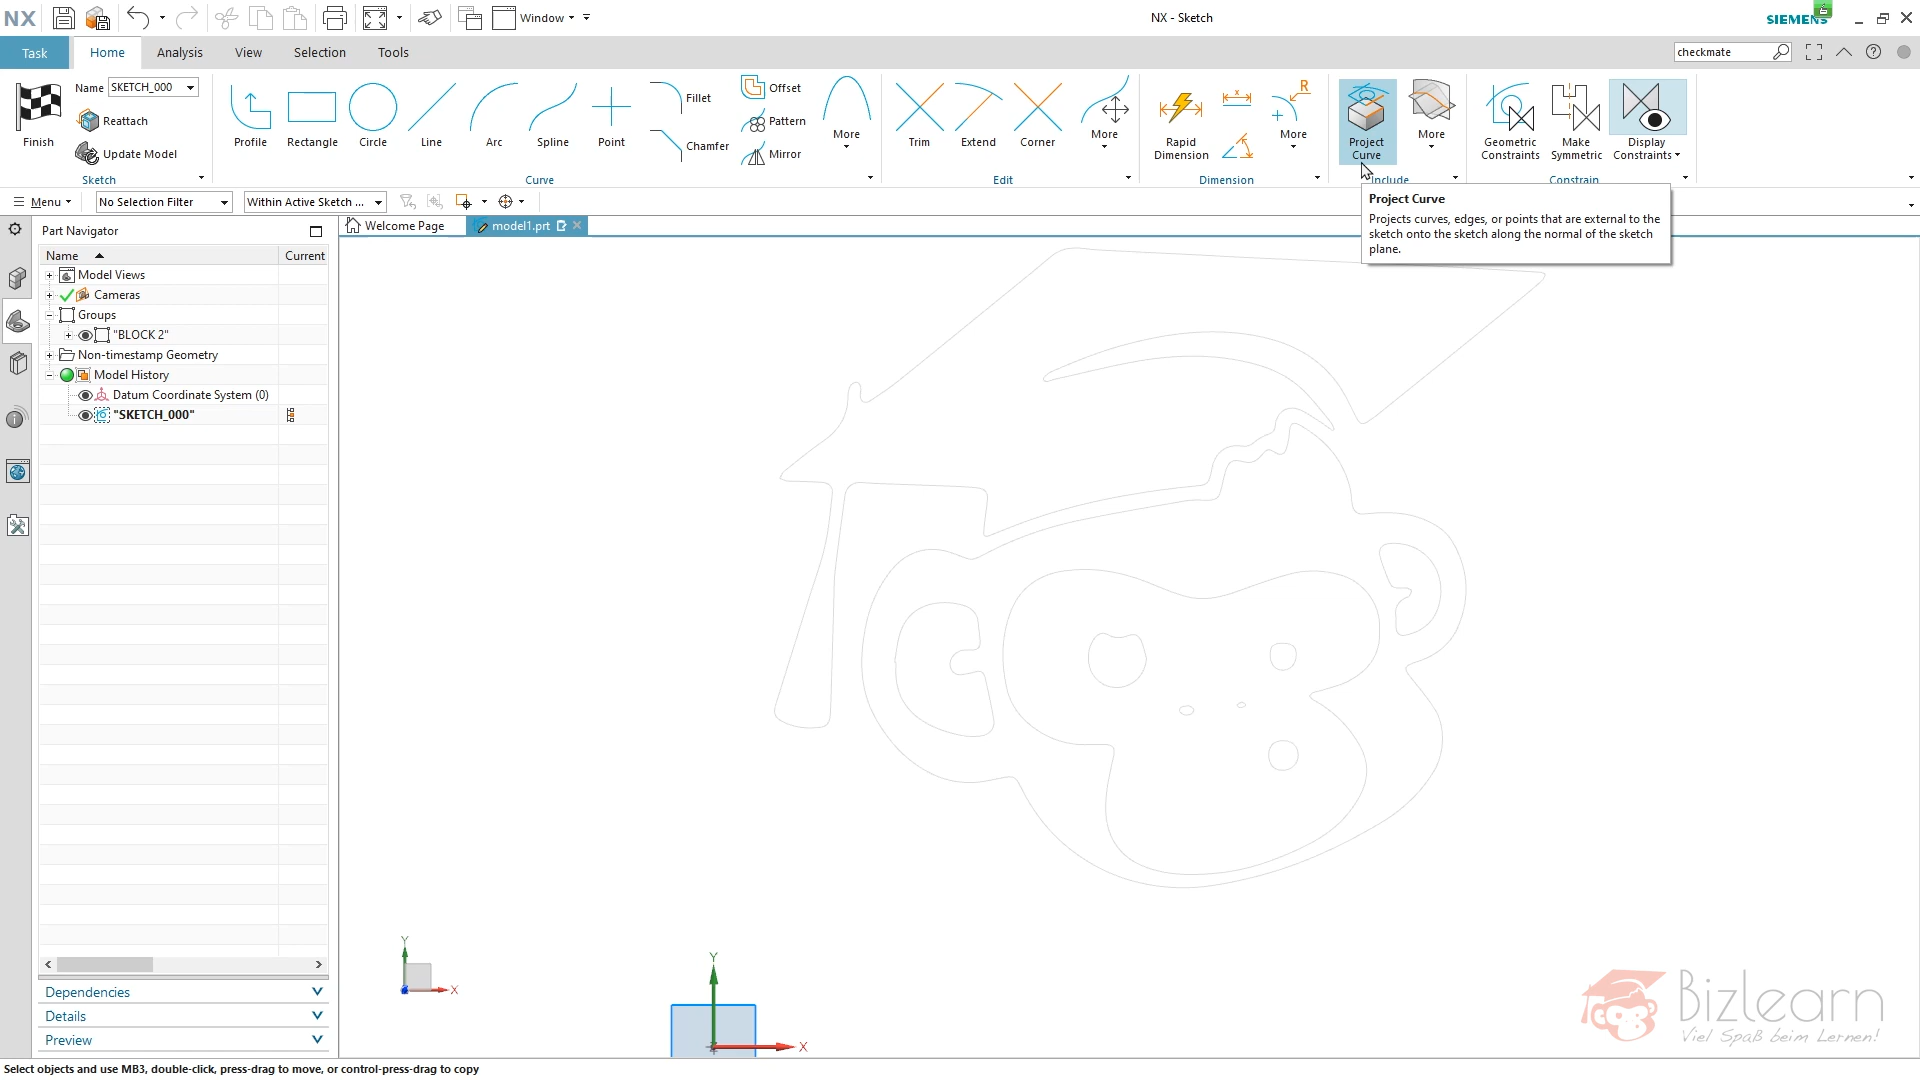 NX
Window
NX - Sketch
SIEMENS
Task
Home
Analysis
View
Selection
Tools
checkmate
Finish
Name
SKETCH_000
Reattach
Update Model
Sketch
Profile
Rectangle
Circle
Line
Arc
Spline
Point
Fillet
Chamfer
Offset
Pattern
Mirror
More
Curve
Trim
Extend
Corner
More
Edit
Rapid
Dimension
More
Dimension
Project
Curve
More
Include
Geometric
Constraints
Make
Symmetric
Display
Constraints
Constrain
Menu
No Selection Filter
Within Active Sketch ...
Project Curve
Projects curves, edges, or points that are external to the
sketch onto the sketch along the normal of the sketch
plane.
Part Navigator
Welcome Page
model1.prt
Name
Current
Model Views
Cameras
Groups
"BLOCK 2"
Non-timestamp Geometry
Model History
Datum Coordinate System (0)
"SKETCH_000"
Dependencies
Details
Preview
Y
X
Y
X
Bizlearn
Viel Spaß beim Lernen!
Select objects and use MB3, double-click, press-drag to move, or control-press-drag to copy